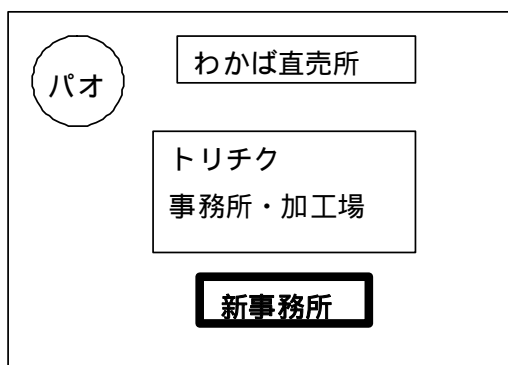 わかば直売所
パオ
トリチク
事務所・加工場
新事務所